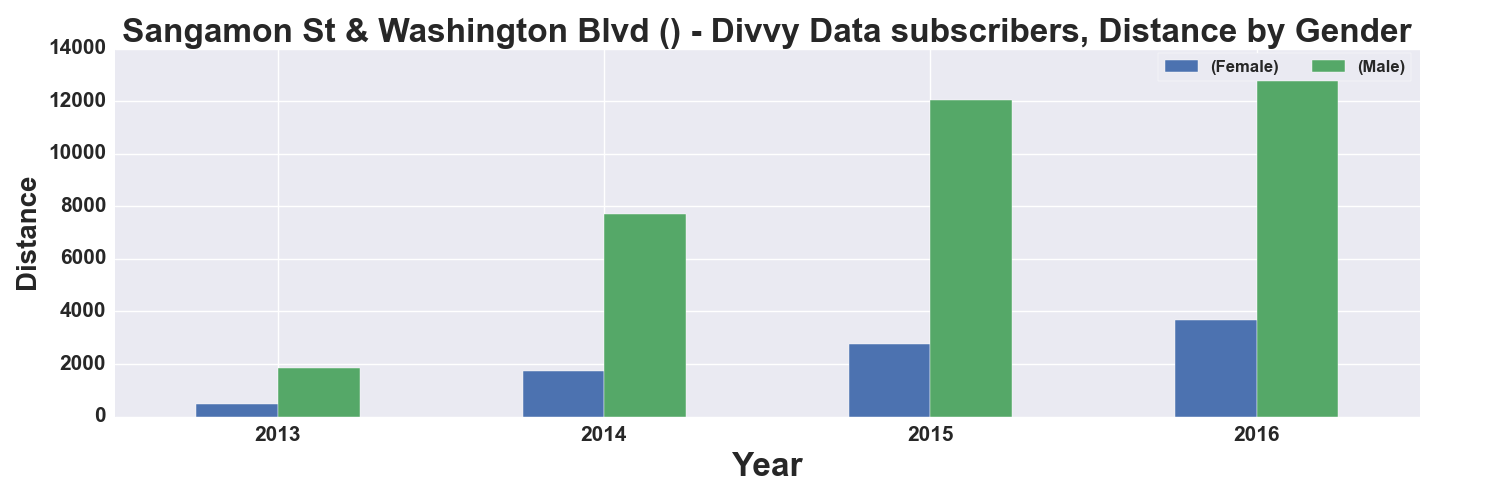 Sangamon St & Washington Blvd () - Divvy Data subscribers, Distance by Gender
(Female) (Male)
14000
12000
10000
8000
6000
4000
2000
0
Distance
2013 2014 2015 2016
Year